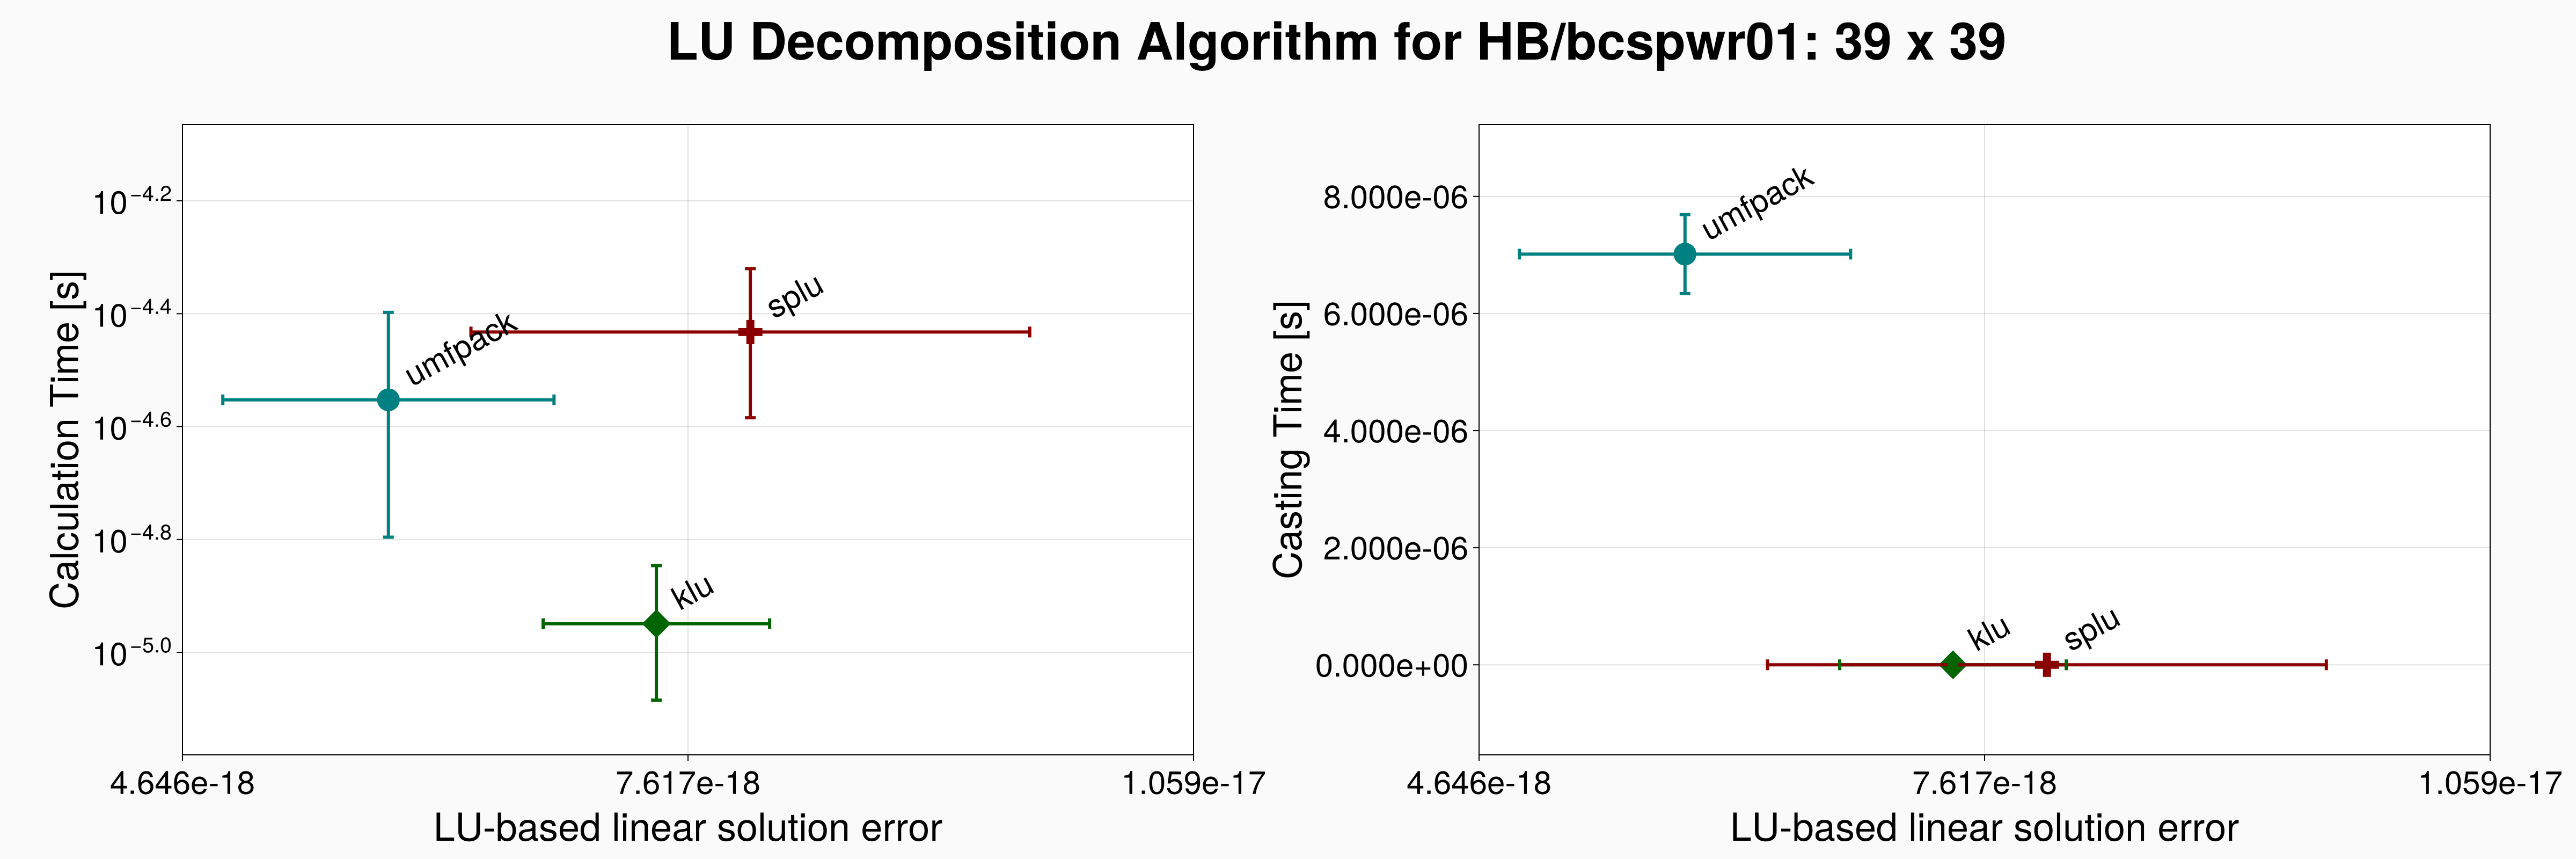 LU Decomposition Algorithm for HB/bcspwr01: 39 x 39
Calculation Time [s]
10−4.2
10−4.4
10−4.6
10−4.8
10−5.0
umfpack
splu
klu
4.646e-18 7.617e-18 1.059e-17
LU-based linear solution error
Casting Time [s]
8.000e-06
6.000e-06
4.000e-06
2.000e-06
0.000e+00
umfpack
klu
splu
4.646e-18 7.617e-18 1.059e-17
LU-based linear solution error